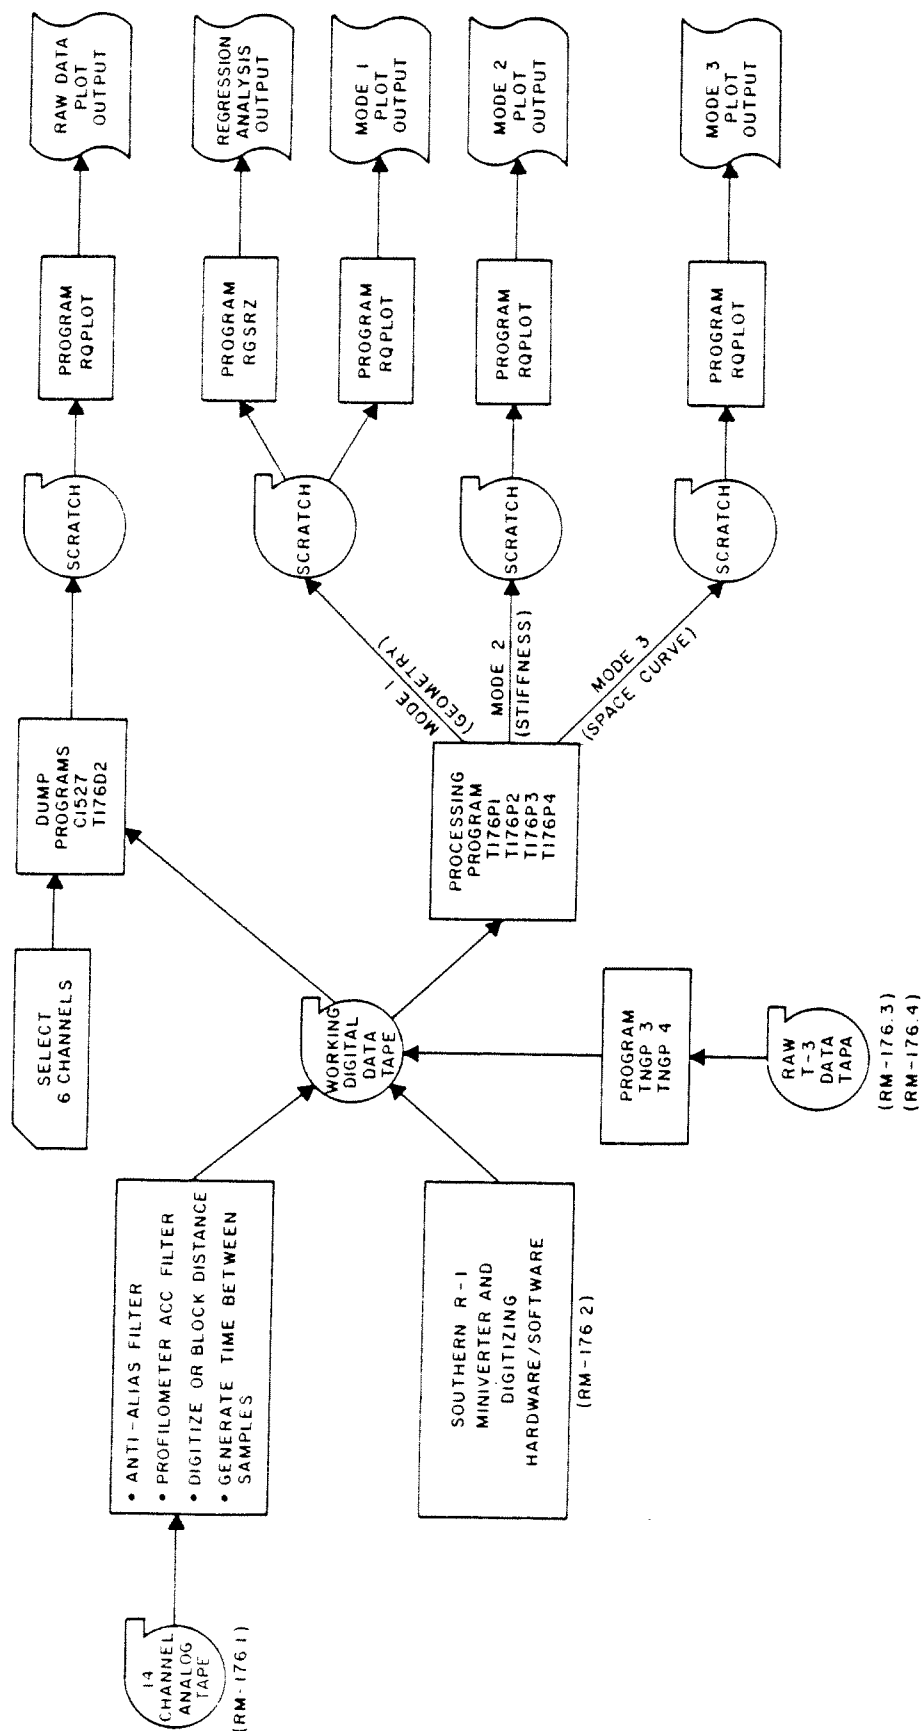 14
CHANNEL
ANALOG
TAPE
(RM-176.1)
• ANTI-ALIAS FILTER
• PROFILOMETER ACC FILTER
• DIGITIZE OR BLOCK DISTANCE
• GENERATE TIME BETWEEN
SAMPLES
SOUTHERN R-1
MINIVERTER AND
DIGITIZING
HARDWARE/SOFTWARE
(RM-176.2)
SELECT
6 CHANNELS
WORKING
DIGITAL
DATA
TAPE
PROGRAM
TNGP 3
TNGP 4
RAW
T-3
DATA
TAPA
(RM-176.3)
(RM-176.4)
DUMP
PROGRAMS
C1527
T176D2
PROCESSING
PROGRAM
T176P1
T176P2
T176P3
T176P4
MODE 1
(GEOMETRY)
MODE 2
(STIFFNESS)
MODE 3
(SPACE CURVE)
SCRATCH
SCRATCH
SCRATCH
SCRATCH
PROGRAM
RQPLOT
PROGRAM
RGSRZ
PROGRAM
RQPLOT
PROGRAM
RQPLOT
PROGRAM
RQPLOT
RAW DATA
PLOT
OUTPUT
REGRESSION
ANALYSIS
OUTPUT
MODE 1
PLOT
OUTPUT
MODE 2
PLOT
OUTPUT
MODE 3
PLOT
OUTPUT